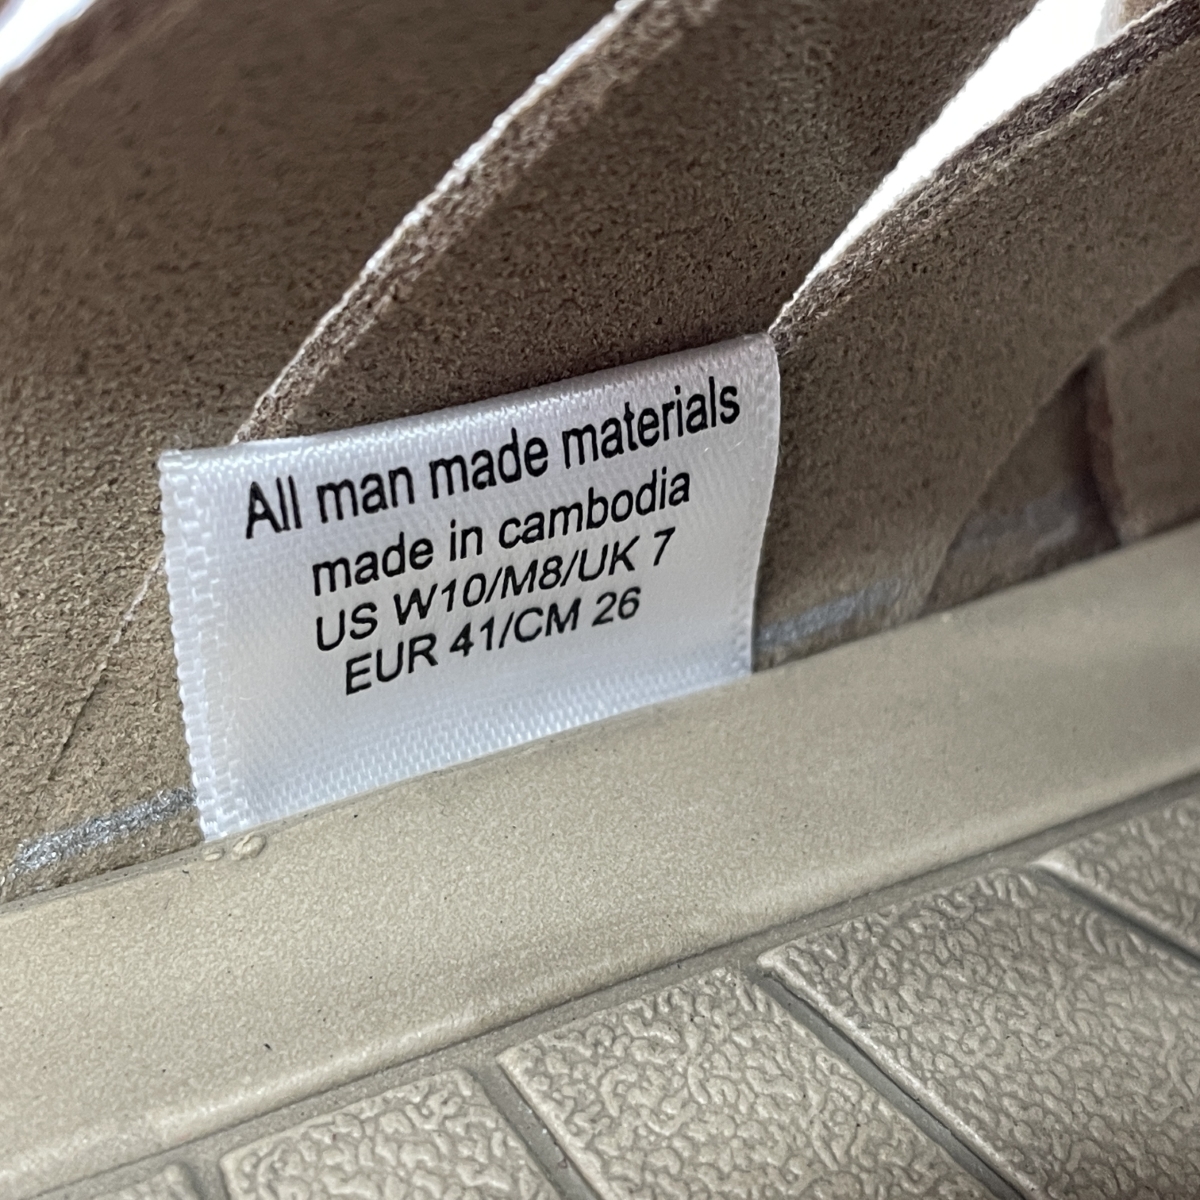 All man made materials
made in cambodia
US W10/M8/UK 7
EUR 41/CM 26